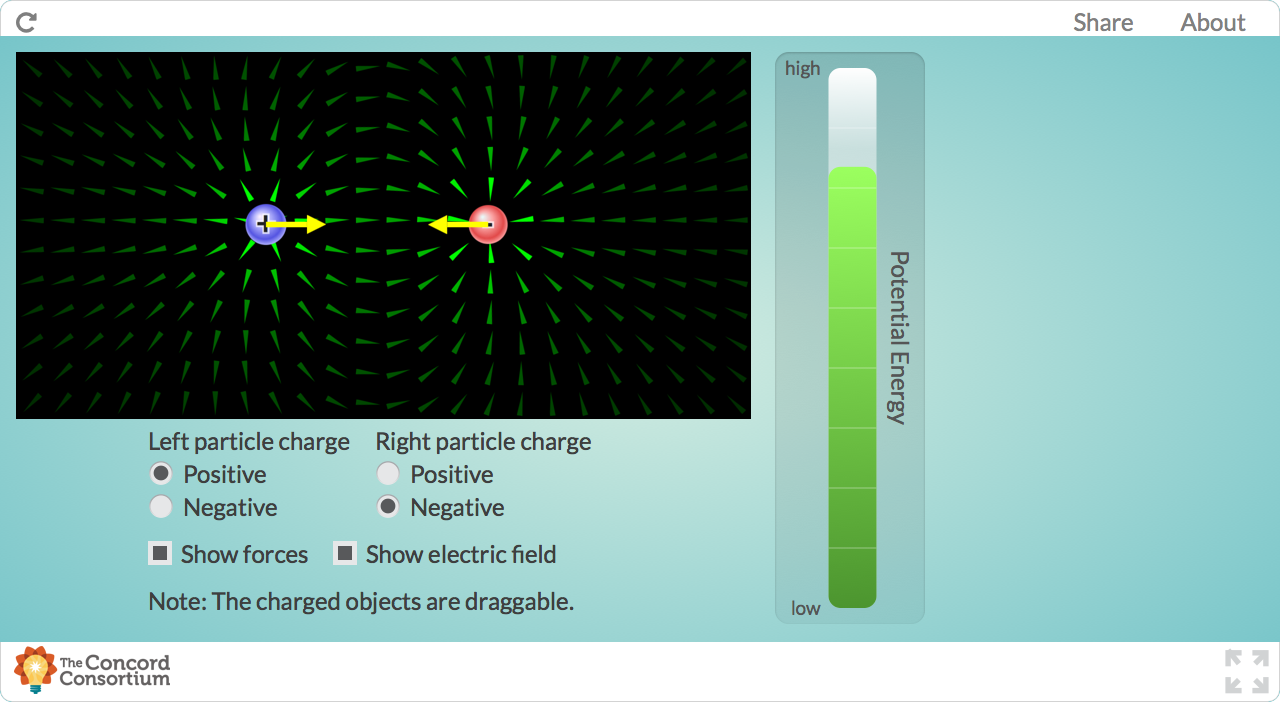 Share About
high
+ -
Potential Energy
Left particle charge Right particle charge
Positive Positive
Negative Negative
Show forces Show electric field
Note: The charged objects are draggable.
low
The Concord
Consortium